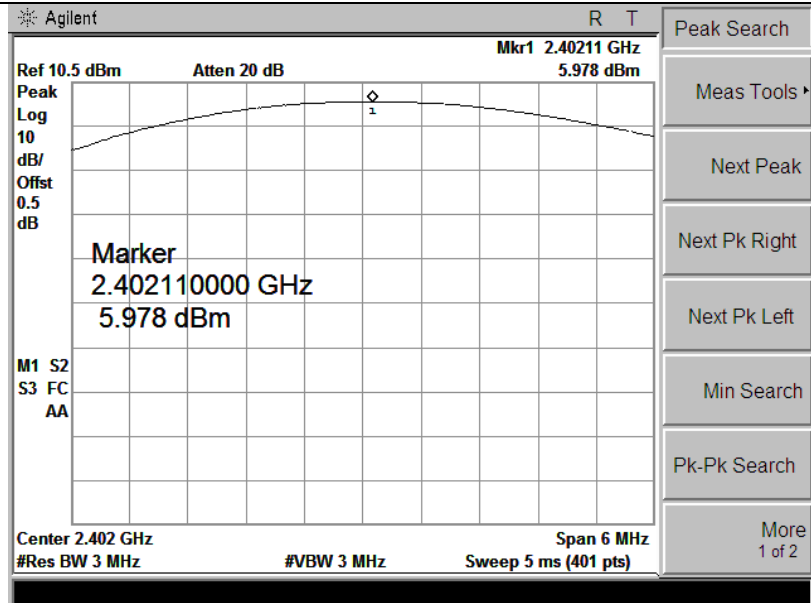 Agilent R T
Mkr1 2.40211 GHz
Ref 10.5 dBm Atten 20 dB 5.978 dBm
Peak
Log
10
dB/
Offst
0.5
dB
1
Marker
2.402110000 GHz
5.978 dBm
M1 S2
S3 FC
AA
Center 2.402 GHz Span 6 MHz
#Res BW 3 MHz #VBW 3 MHz Sweep 5 ms (401 pts)
Peak Search
Meas Tools
Next Peak
Next Pk Right
Next Pk Left
Min Search
Pk-Pk Search
More
1 of 2